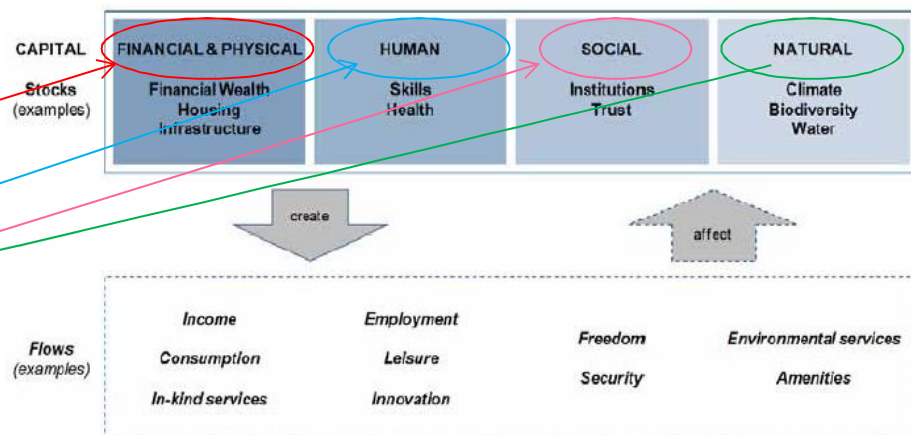 CAPITAL FINANCIAL & PHYSICAL HUMAN SOCIAL NATURAL
Stocks Financial Wealth Skills Institutions Climate
(examples) Housing Health Trust Biodiversity
Infrastructure Water
create
affect
Income Employment
Freedom Environmental services
Flows Consumption Leisure
(examples) Security Amenities
In-kind services Innovation